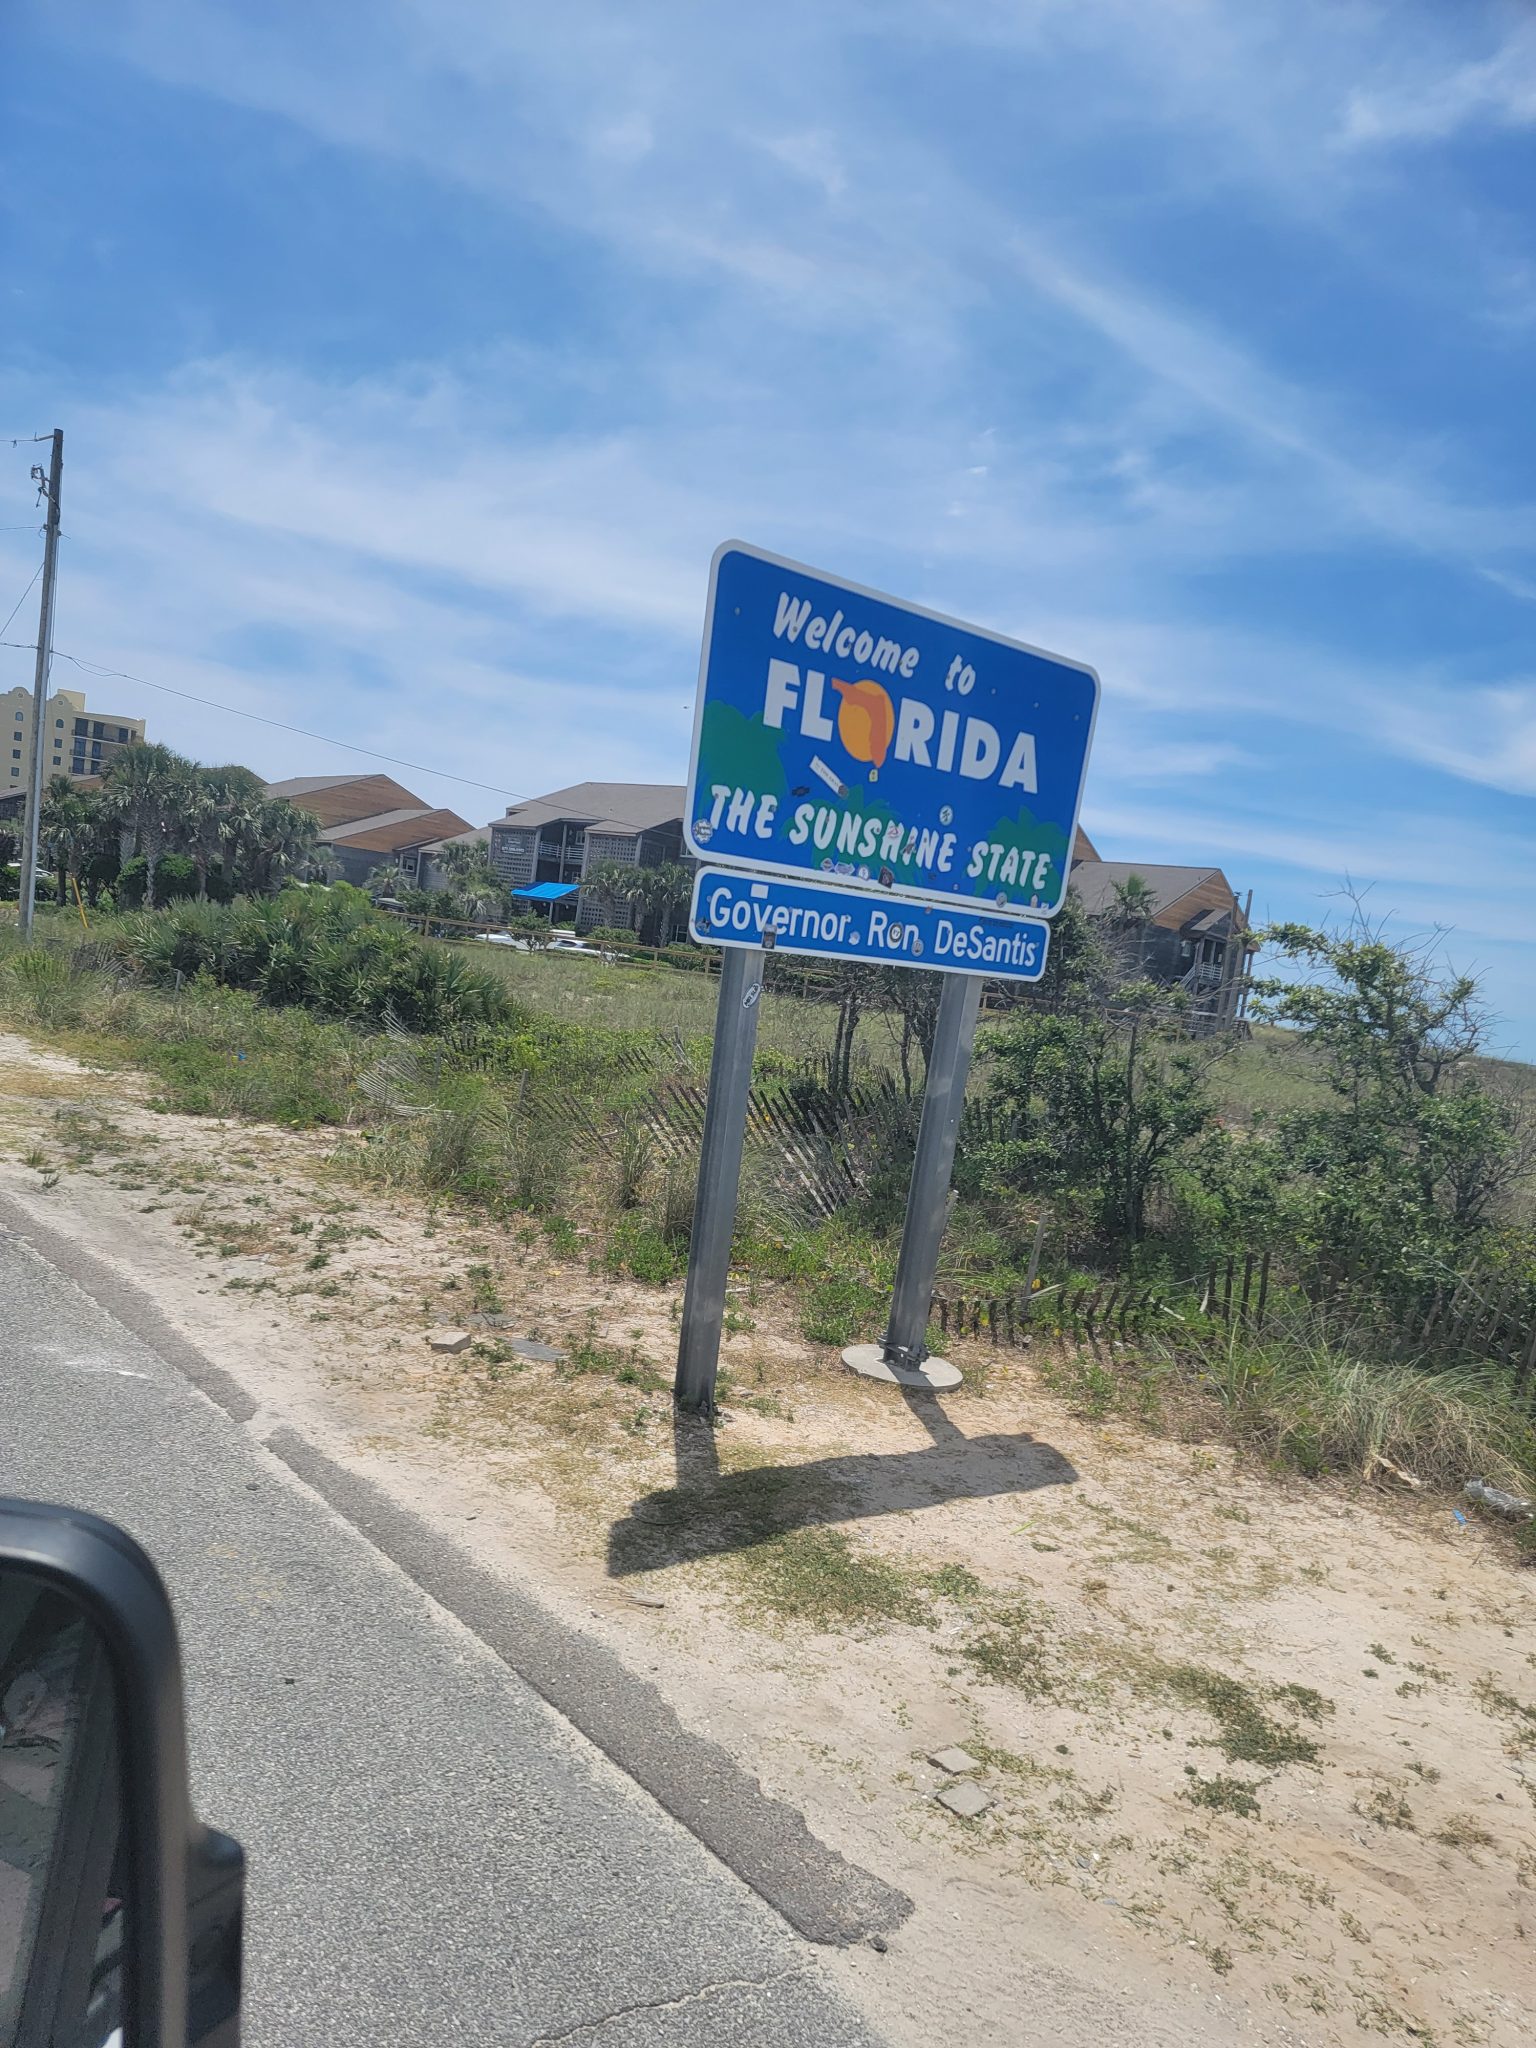 Welcome to
FLORIDA
THE SUNSHINE STATE
Governor Ron DeSantis